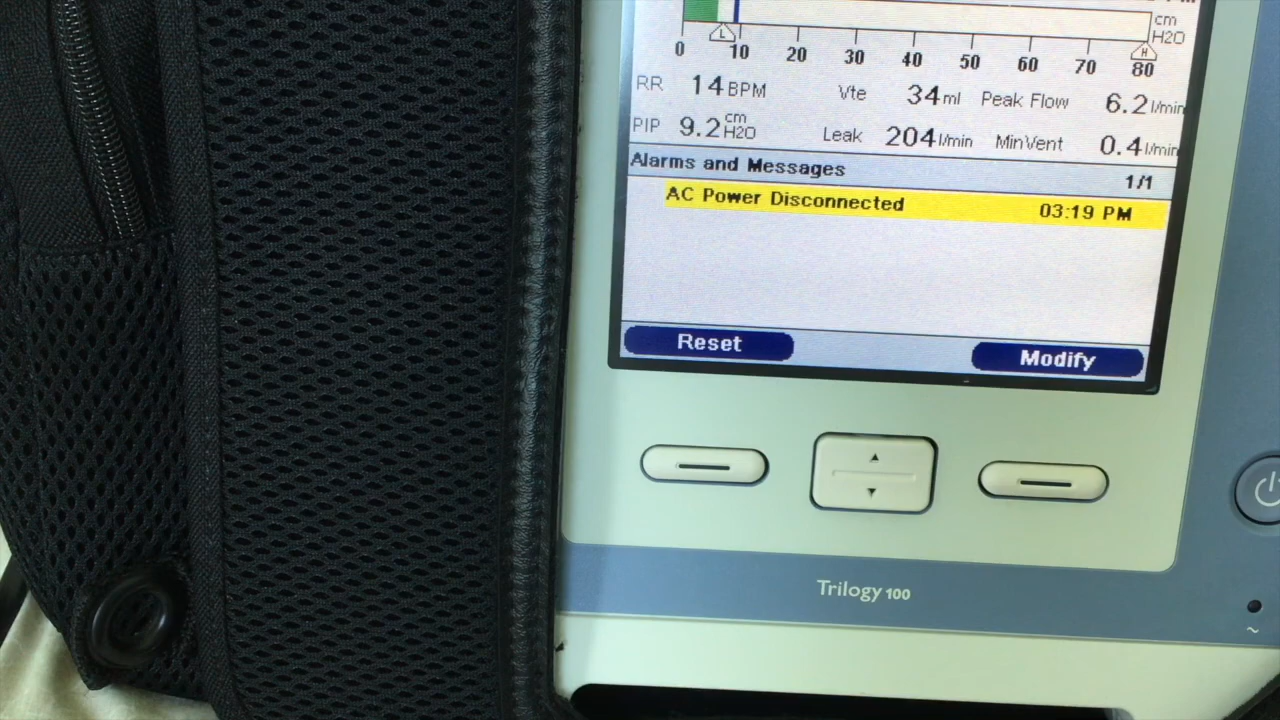 cm
H2O
L H
0 10 20 30 40 50 60 70 80
RR 14 BPM Vte 34 ml Peak Flow 6.2 l/min
PIP 9.2 cm H2O Leak 204 l/min MinVent 0.4 l/min
Alarms and Messages 1/1
AC Power Disconnected 03:19 PM
Reset Modify
Trilogy 100
~